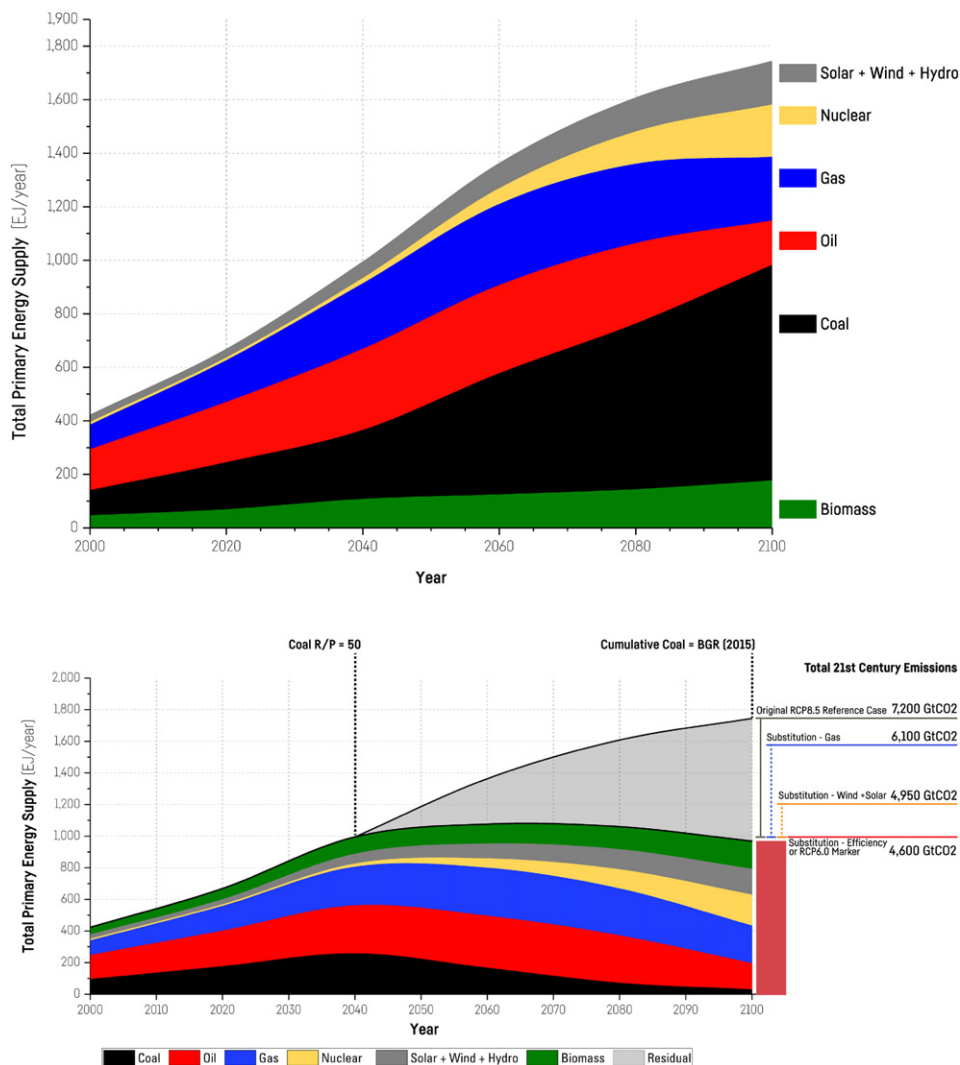 1,900
1,800
1,600
1,400
1,200
1,000
800
600
400
200
0
Total Primary Energy Supply [EJ/year]
2000 2020 2040 2060 2080 2100
Year
Solar + Wind + Hydro
Nuclear
Gas
Oil
Coal
Biomass
Coal R/P = 50
Cumulative Coal = BGR (2015)
Total 21st Century Emissions
2,000
1,800
1,600
1,400
1,200
1,000
800
600
400
200
0
Total Primary Energy Supply [EJ/year]
Original RCP8.5 Reference Case 7,200 GtCO2
Substitution - Gas 6,100 GtCO2
Substitution - Wind +Solar 4,950 GtCO2
Substitution - Efficiency
or RCP6.0 Marker 4,600 GtCO2
2000 2010 2020 2030 2040 2050 2060 2070 2080 2090 2100
Year
Coal Oil Gas Nuclear Solar + Wind + Hydro Biomass Residual